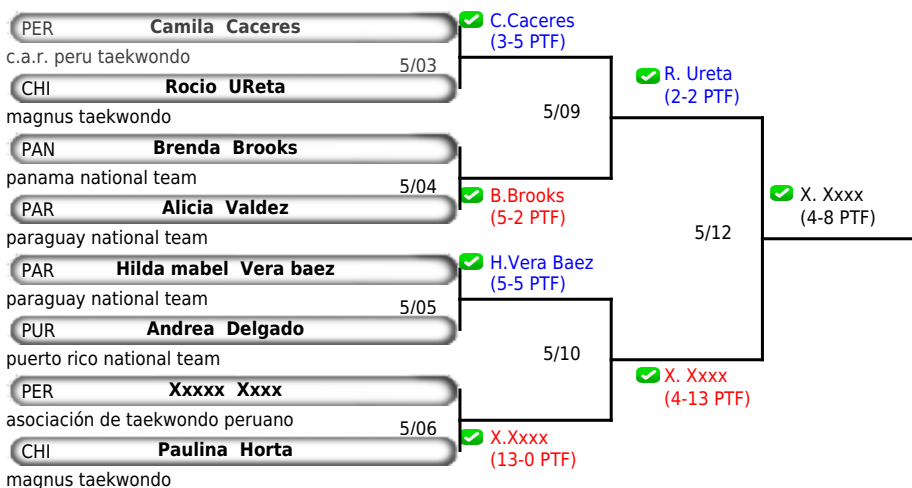 PER Camila Caceres
c.a.r. peru taekwondo
5/03
CHI Rocio UReta
magnus taekwondo
PAN Brenda Brooks
panama national team
5/04
PAR Alicia Valdez
paraguay national team
PAR Hilda mabel Vera baez
paraguay national team
5/05
PUR Andrea Delgado
puerto rico national team
PER Xxxxx Xxxx
asociación de taekwondo peruano
5/06
CHI Paulina Horta
magnus taekwondo
C.Caceres
(3-5 PTF)
5/09
B.Brooks
(5-2 PTF)
H.Vera Baez
(5-5 PTF)
5/10
X.Xxxx
(13-0 PTF)
R. Ureta
(2-2 PTF)
5/12
X. Xxxx
(4-13 PTF)
X. Xxxx
(4-8 PTF)